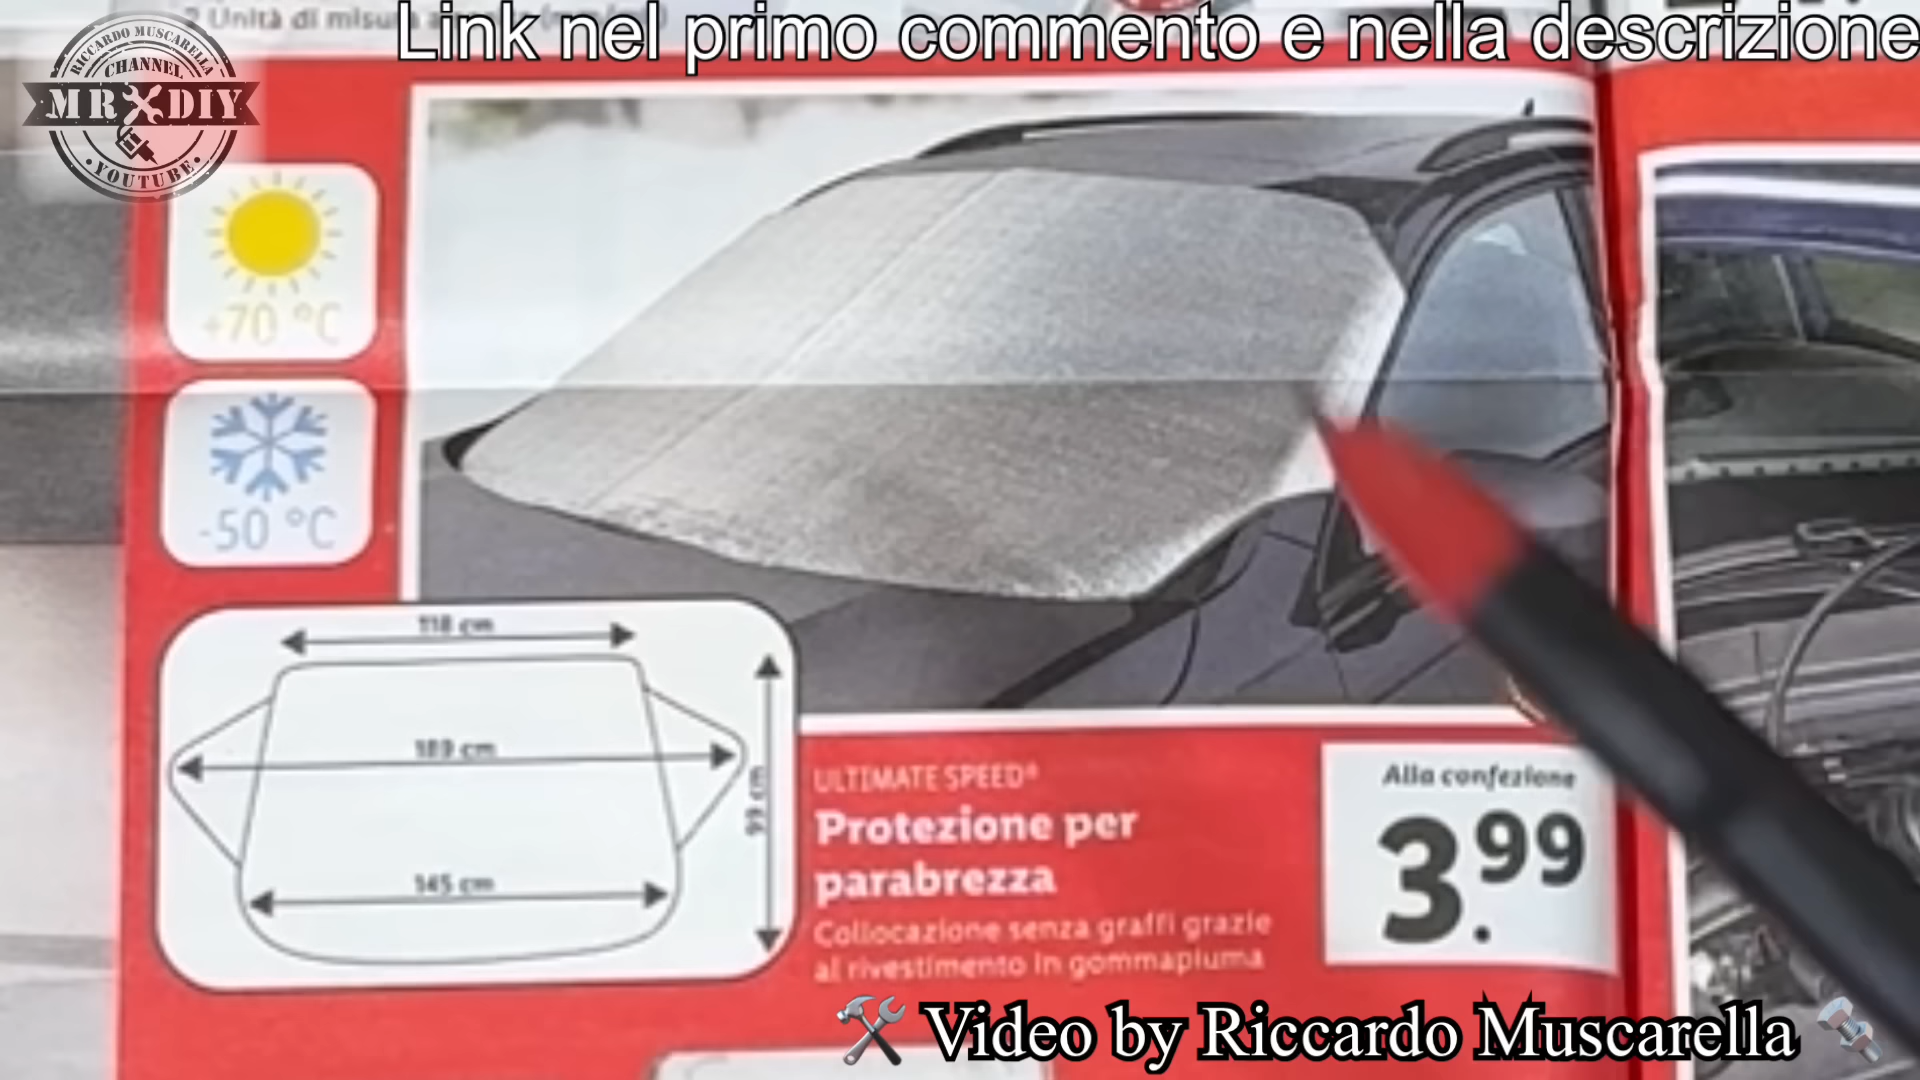 Unità di misura
Link nel primo commento e nella descrizione
RICCARDO MUSCARELLA
CHANNEL
MR DIY
YOUTUBE
+70 °C
-50 °C
118 cm
189 cm
99 cm
145 cm
ULTIMATE SPEED®
Protezione per
parabrezza
Collocazione senza graffi grazie
al rivestimento in gommapiuma
Alla confezione
3.99
Video by Riccardo Muscarella